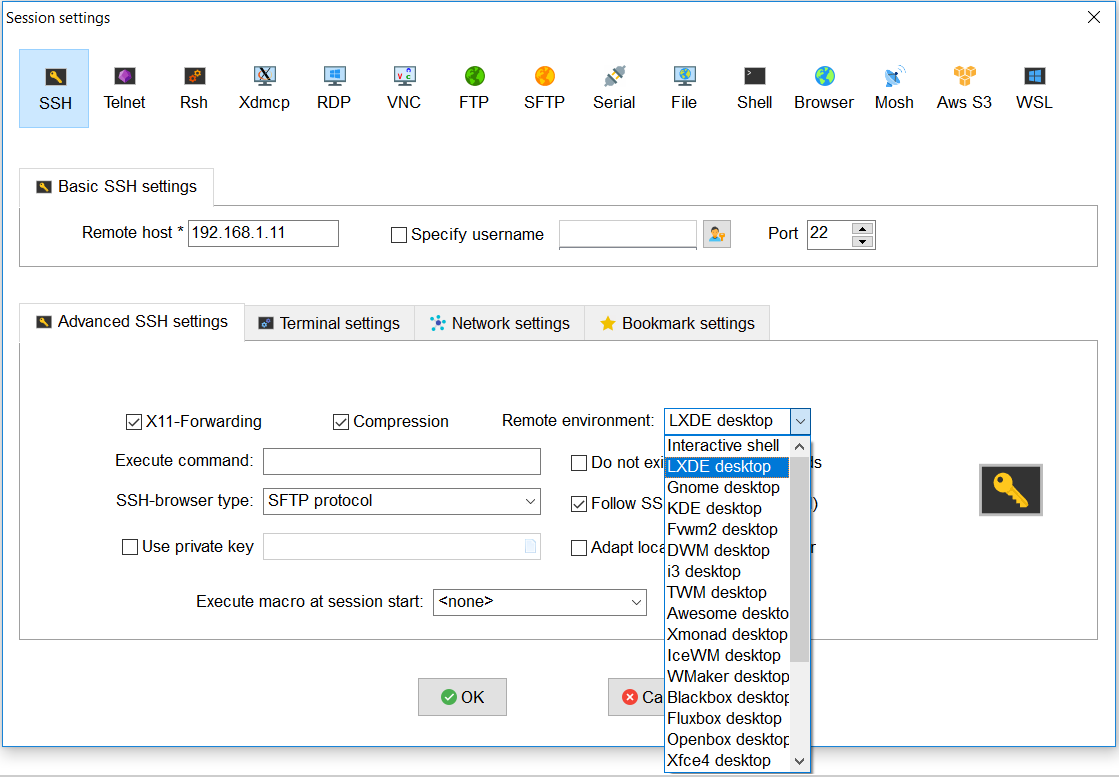 Session settings
SSH Telnet Rsh Xdmcp RDP VNC FTP SFTP Serial File Shell Browser Mosh Aws S3 WSL
Basic SSH settings
Remote host * 192.168.1.11 Specify username Port 22
Advanced SSH settings Terminal settings Network settings Bookmark settings
X11-Forwarding Compression Remote environment: LXDE desktop
Interactive shell
Execute command: Do not exi s
LXDE desktop
Gnome desktop
SSH-browser type: SFTP protocol Follow SS )
KDE desktop
Fvwm2 desktop
Use private key Adapt loca r
DWM desktop
i3 desktop
TWM desktop
Execute macro at session start: <none>
Awesome deskto
Xmonad desktop
IceWM desktop
WMaker desktop
OK Ca
Blackbox desktop
Fluxbox desktop
Openbox desktop
Xfce4 desktop